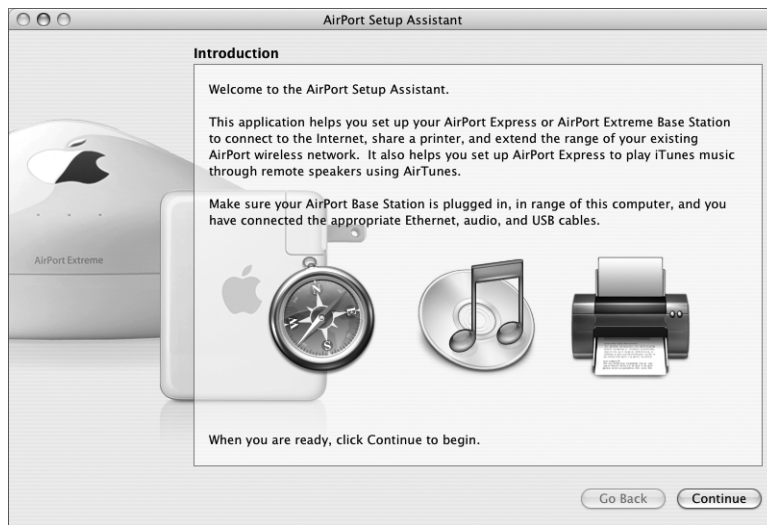 AirPort Setup Assistant
Introduction
Welcome to the AirPort Setup Assistant.
This application helps you set up your AirPort Express or AirPort Extreme Base Station
to connect to the Internet, share a printer, and extend the range of your existing
AirPort wireless network.  It also helps you set up AirPort Express to play iTunes music
through remote speakers using AirTunes.
Make sure your AirPort Base Station is plugged in, in range of this computer, and you
have connected the appropriate Ethernet, audio, and USB cables.
AirPort Extreme
N
W
E
S
When you are ready, click Continue to begin.
Go Back
Continue